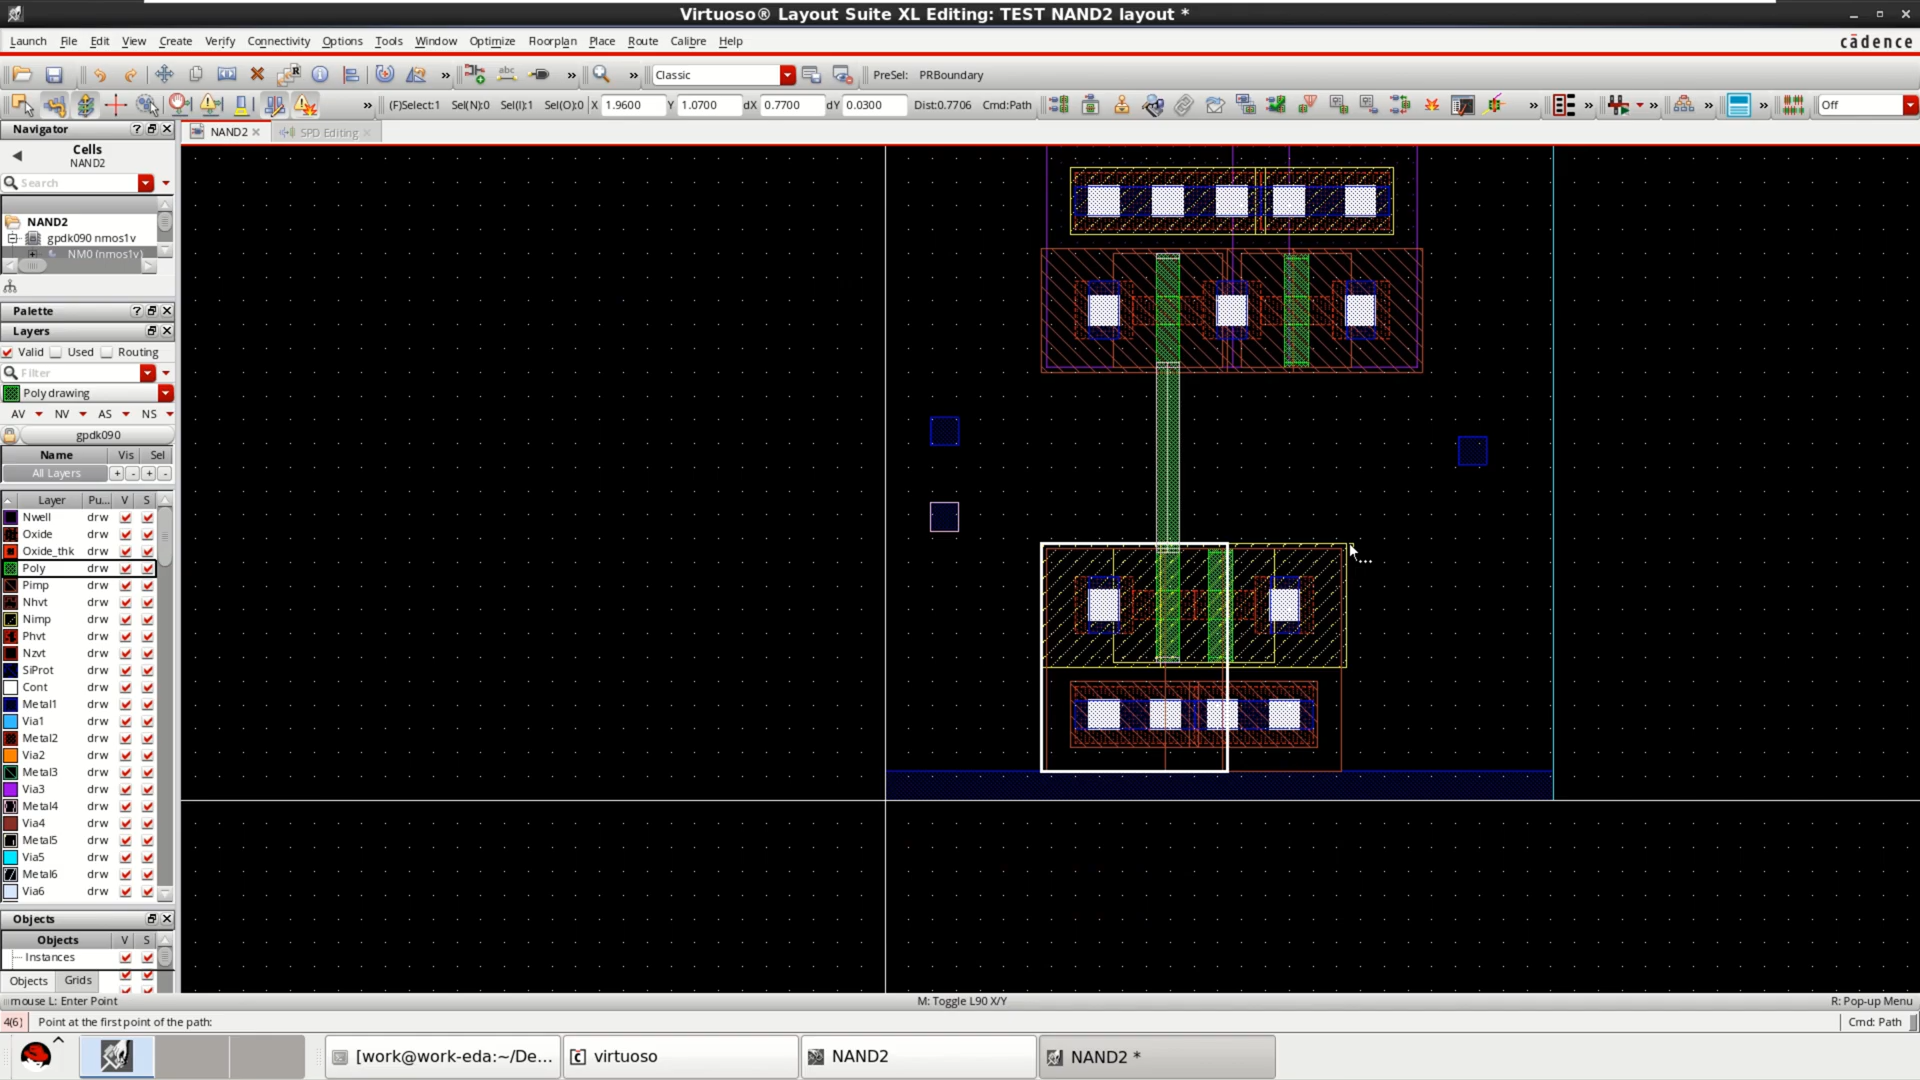 Virtuoso® Layout Suite XL Editing: TEST NAND2 layout *
Launch File Edit View Create Verify Connectivity Options Tools Window Optimize Floorplan Place Route Calibre Help
cādence
» » » Classic » PreSel: PRBoundary
» (F)Select:1 Sel(N):0 Sel(I):1 Sel(O):0 X 1.9600 Y 1.0700 dX 0.7700 dY 0.0300 Dist:0.7706 Cmd:Path » » » » » Off
Navigator ?
NAND2 SPD Editing
Cells
NAND2
Search
NAND2
gpdk090 nmos1v
NM0 (nmos1v)
Palette ?
Layers
Valid Used Routing
Filter
Poly drawing
AV NV AS NS
gpdk090
Name Vis Sel
All Layers + - + -
Layer Pu... V S
Nwell drw
Oxide drw
Oxide_thk drw
Poly drw
Pimp drw
Nhvt drw
Nimp drw
Phvt drw
Nzvt drw
SiProt drw
Cont drw
Metal1 drw
Via1 drw
Metal2 drw
Via2 drw
Metal3 drw
Via3 drw
Metal4 drw
Via4 drw
Metal5 drw
Via5 drw
Metal6 drw
Via6 drw
Objects
Objects V S
Instances
Objects Grids
mouse L: Enter Point M: Toggle L90 X/Y R: Pop-up Menu
4(6) Point at the first point of the path: Cmd: Path
[work@work-eda:~/De... virtuoso NAND2 NAND2 *